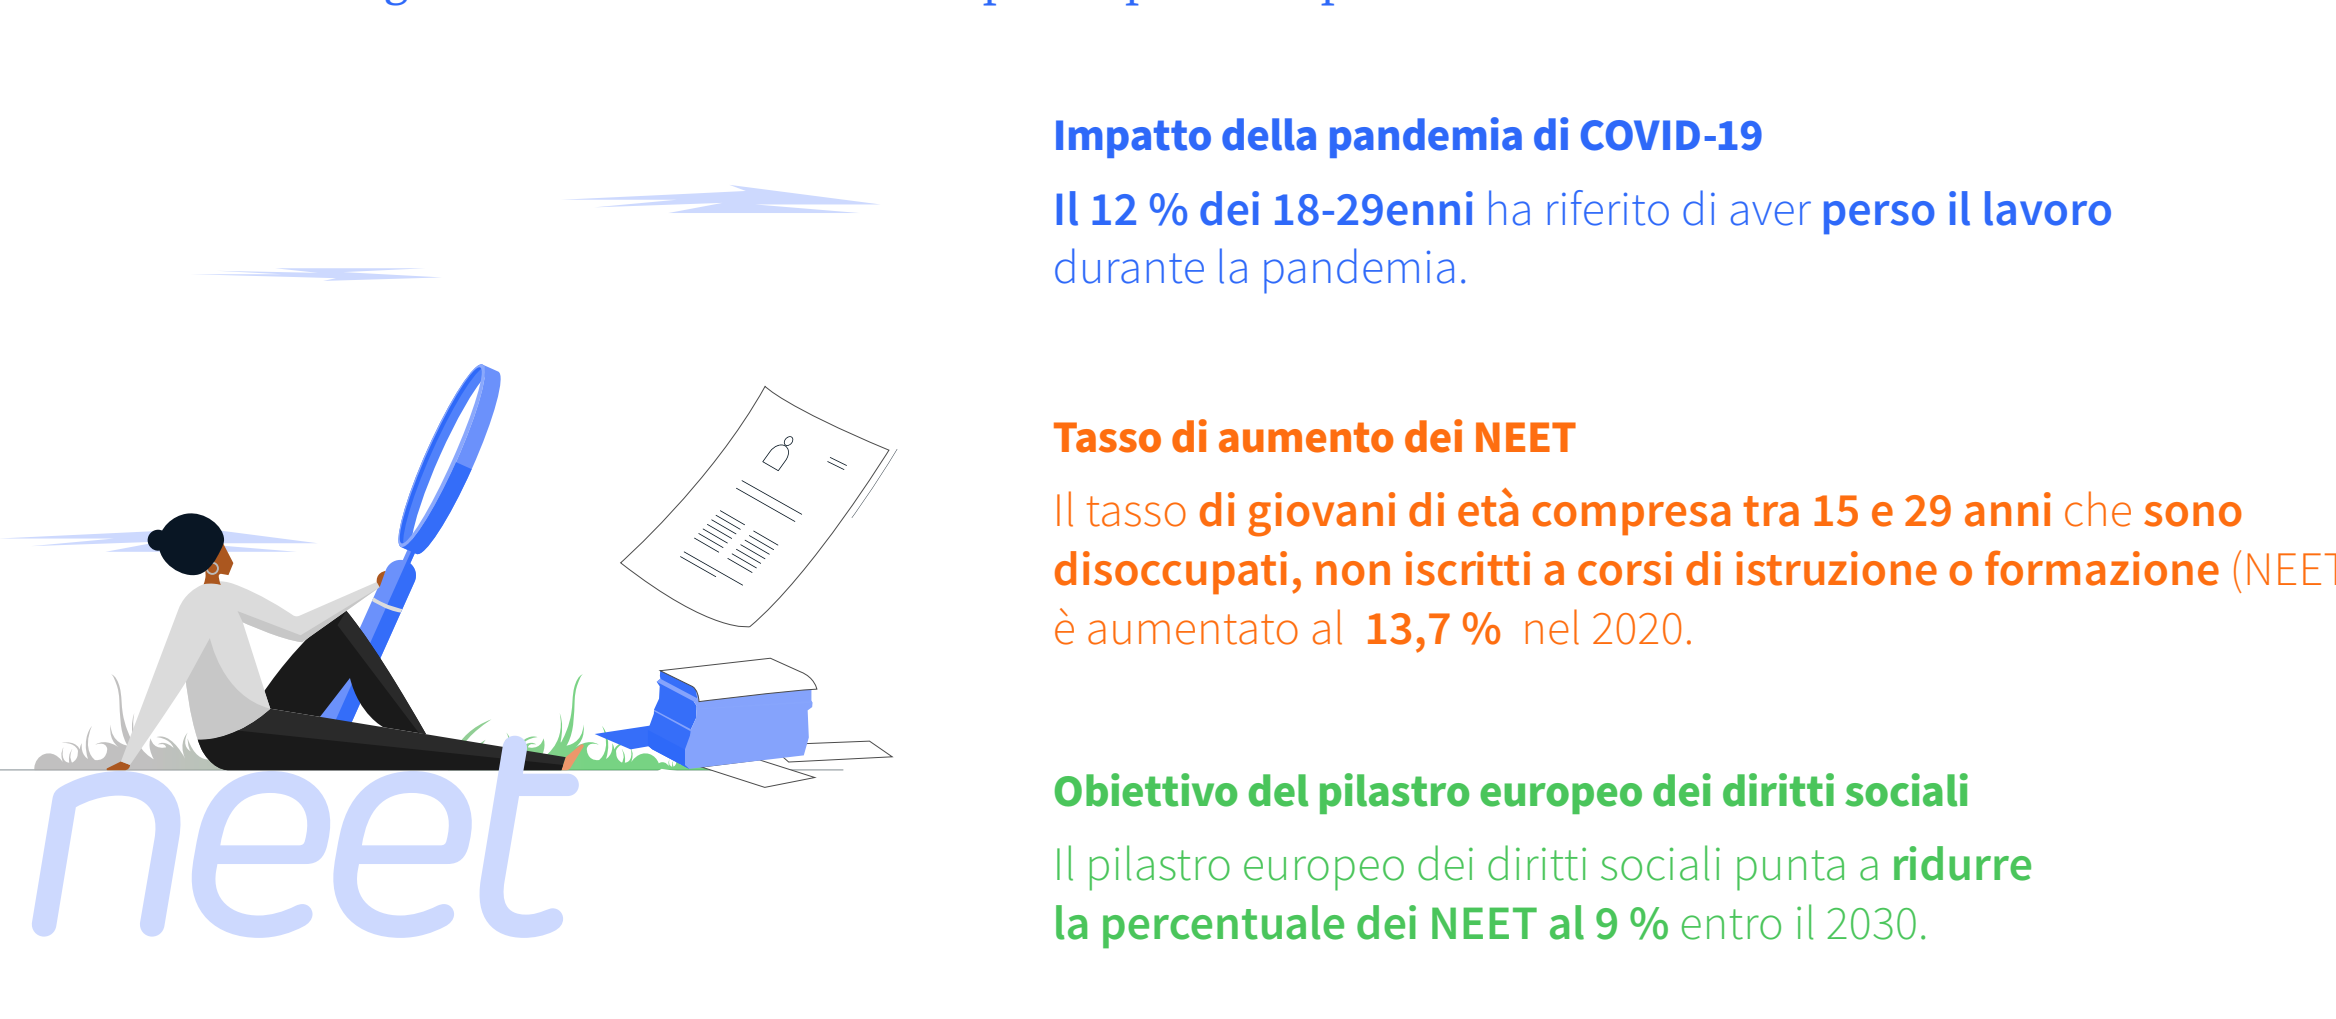 Impatto della pandemia di COVID-19
Il 12 % dei 18-29enni ha riferito di aver perso il lavoro
durante la pandemia.
Tasso di aumento dei NEET
Il tasso di giovani di età compresa tra 15 e 29 anni che sono
disoccupati, non iscritti a corsi di istruzione o formazione (NEET
è aumentato al 13,7 % nel 2020.
neet
Obiettivo del pilastro europeo dei diritti sociali
Il pilastro europeo dei diritti sociali punta a ridurre
la percentuale dei NEET al 9 % entro il 2030.